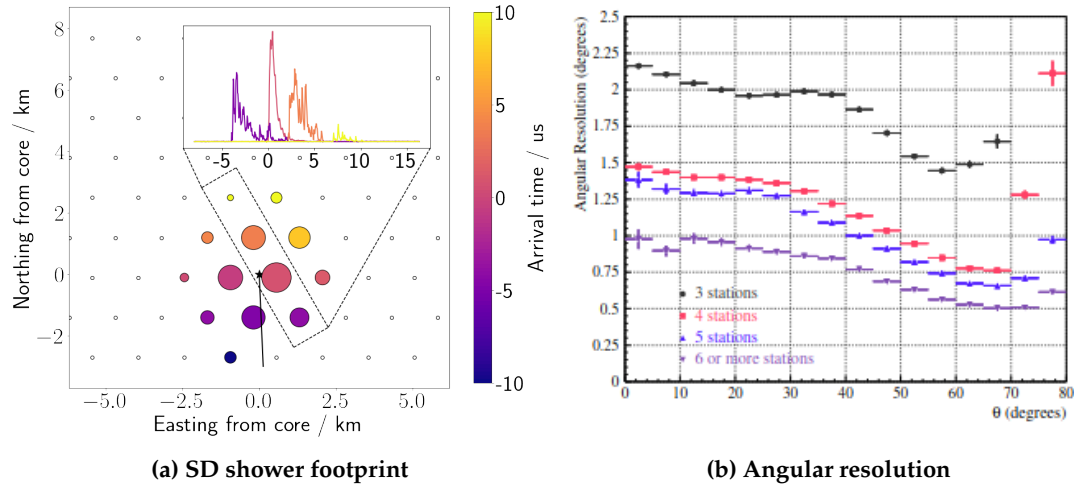 8
6
4
2
0
−2
Northing from core / km
−5.0 −2.5 0.0 2.5 5.0
Easting from core / km
-5 0 5 10 15
10
5
0
-5
-10
Arrival time / us
(a) SD shower footprint
2.5
2.25
2
1.75
1.5
1.25
1
0.75
0.5
0.25
0
Angular Resolution (degrees)
3 stations
4 stations
5 stations
6 or more stations
0 10 20 30 40 50 60 70 80
θ (degrees)
(b) Angular resolution